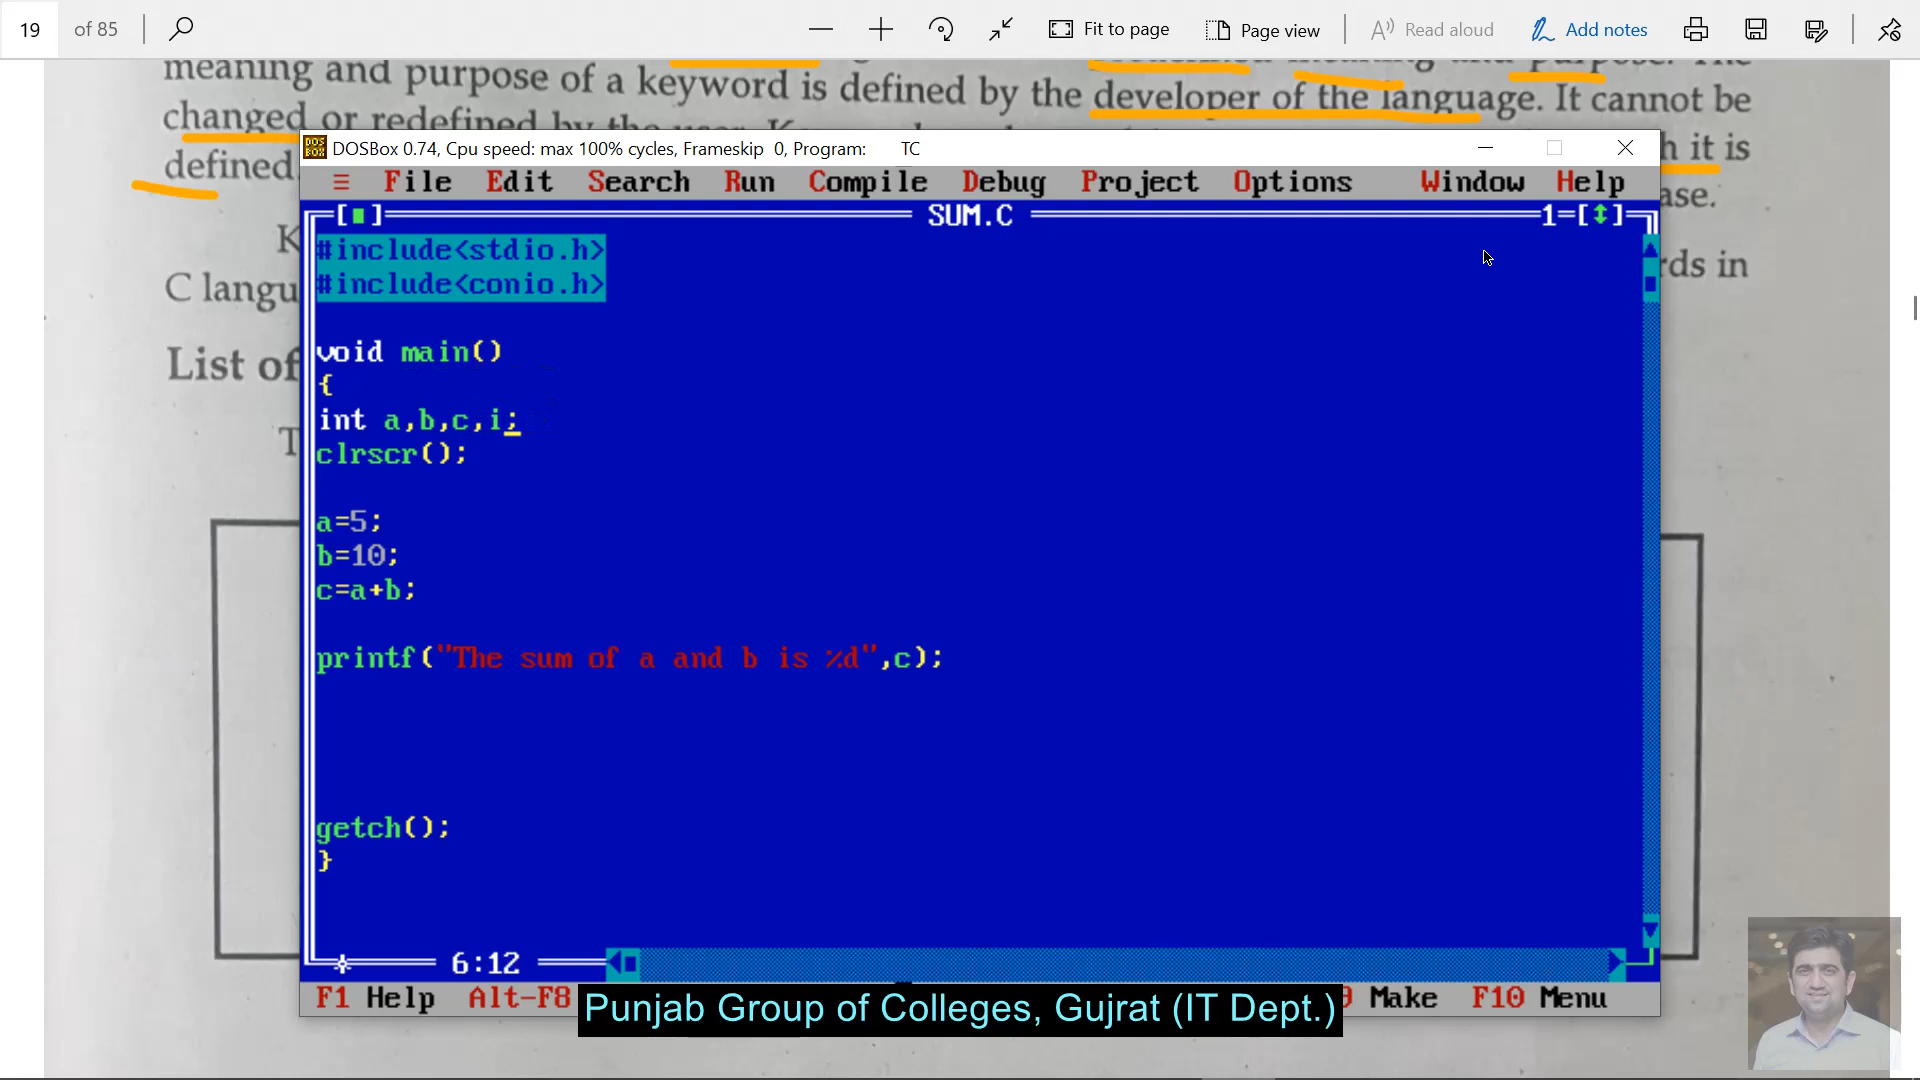 19 of 85 Fit to page Page view Read aloud Add notes
meaning and purpose of a keyword is defined by the developer of the language. It cannot be
changed or redefined by the user.
DOSBox 0.74, Cpu speed: max 100% cycles, Frameskip 0, Program: TC
h it is
defined
≡ File Edit Search Run Compile Debug Project Options Window Help
ase.
[■] SUM.C 1=[↕]
K
#include<stdio.h>
rds in
C langu
#include<conio.h>
void main()
List of
{
int a,b,c,i;
T
clrscr();
a=5;
b=10;
c=a+b;
printf("The sum of a and b is %d",c);
getch();
}
6:12
F1 Help Alt-F8 9 Make F10 Menu
Punjab Group of Colleges, Gujrat (IT Dept.)